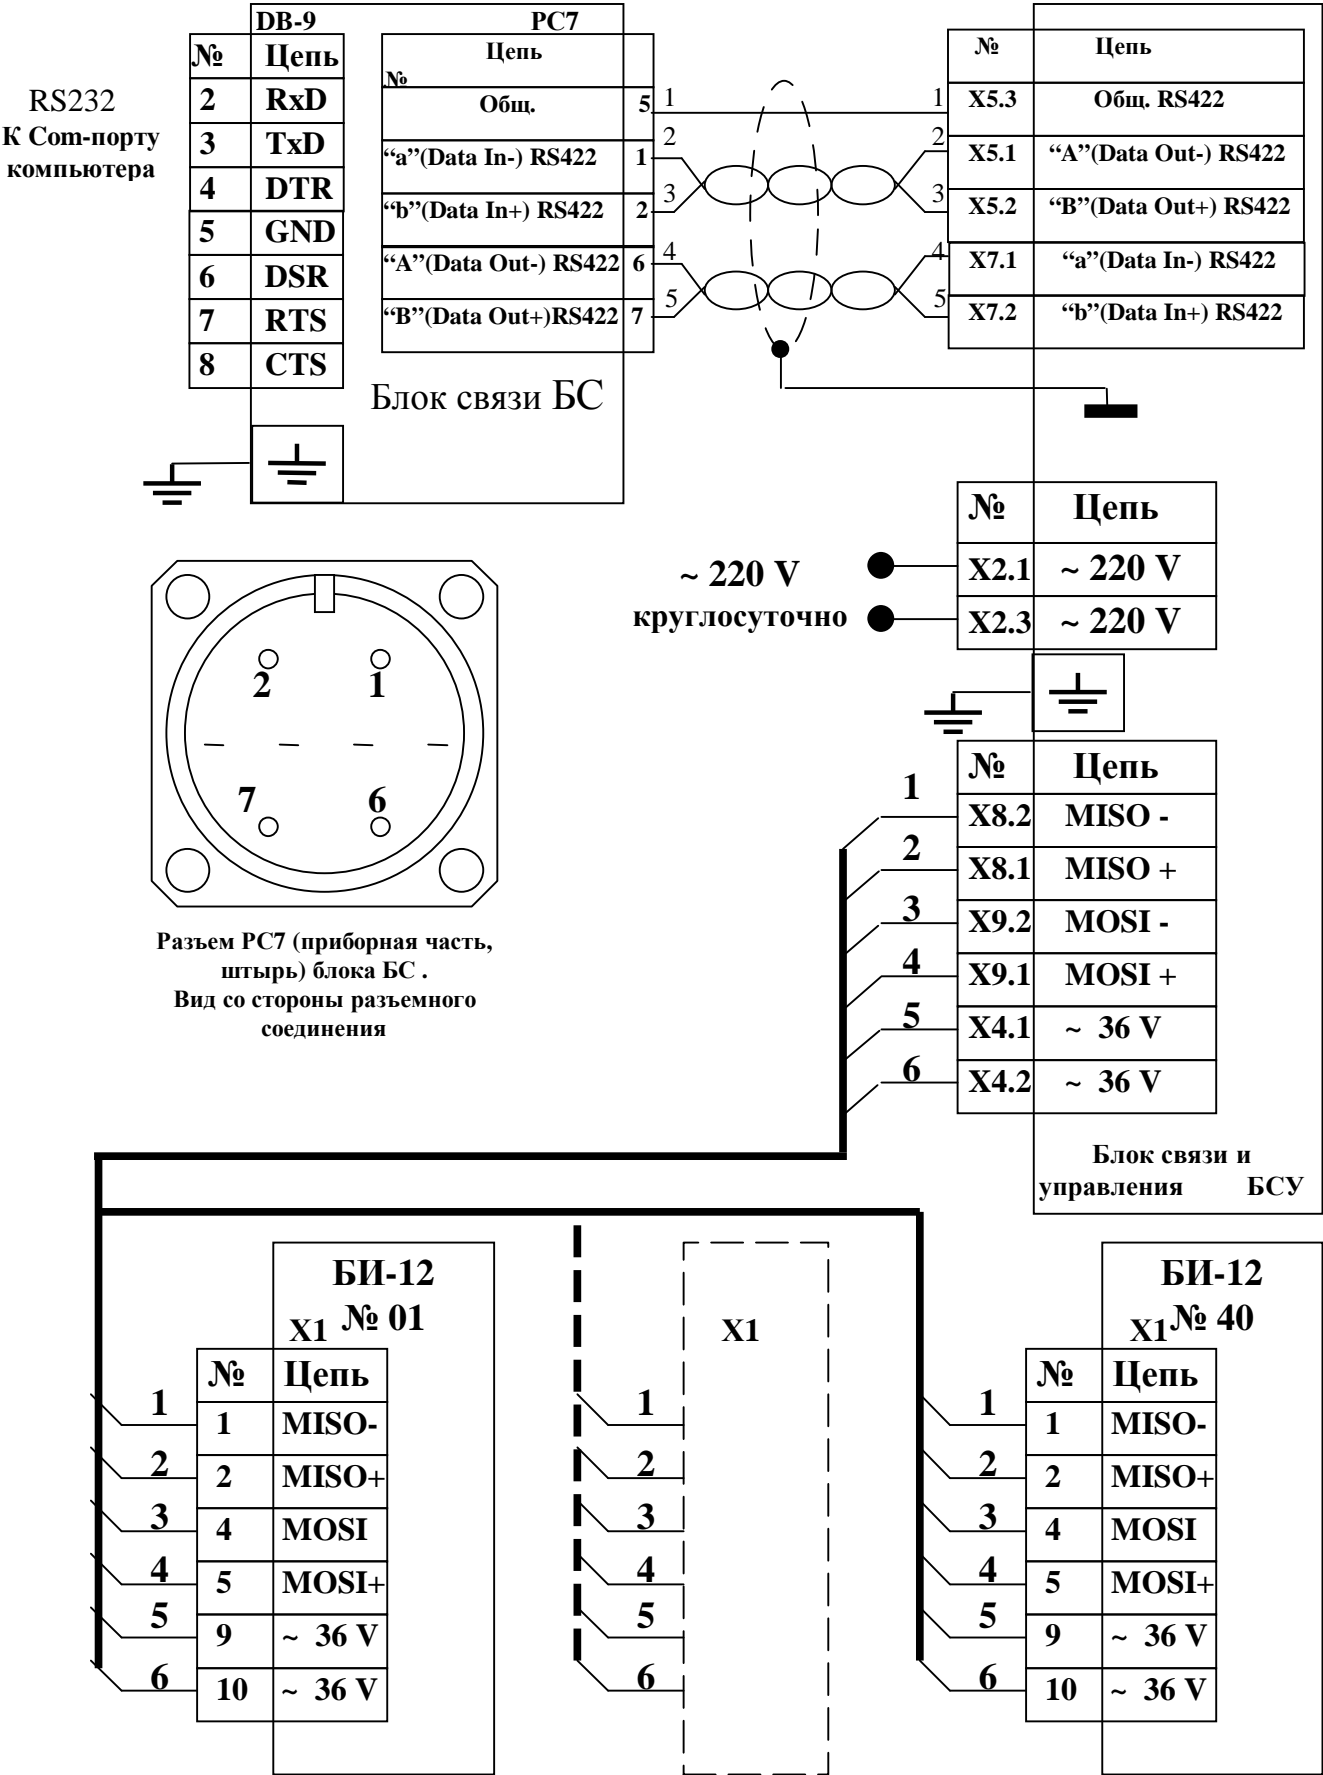 DB-9
№ Цепь
2 RxD
3 TxD
4 DTR
5 GND
6 DSR
7 RTS
8 CTS
RS232
К Com-порту
компьютера
PC7
Цепь
№
Общ. 5
“a”(Data In-) RS422 1
“b”(Data In+) RS422 2
“A”(Data Out-) RS422 6
“B”(Data Out+)RS422 7
Блок связи БС
1
2
3
4
5
1
2
3
4
5
№ Цепь
X5.3 Общ. RS422
X5.1 “A”(Data Out-) RS422
X5.2 “B”(Data Out+) RS422
X7.1 “a”(Data In-) RS422
X7.2 “b”(Data In+) RS422
~ 220 V
круглосуточно
№ Цепь
X2.1 ~ 220 V
X2.3 ~ 220 V
2 1
7 6
Разъем РС7 (приборная часть,
штырь) блока БС .
Вид со стороны разъемного
соединения
№ Цепь
1 X8.2 MISO -
2 X8.1 MISO +
3 X9.2 MOSI -
4 X9.1 MOSI +
5 X4.1 ~ 36 V
6 X4.2 ~ 36 V
Блок связи и
управления БСУ
БИ-12
№ 01
X1
№ Цепь
1 1 MISO-
2 2 MISO+
3 4 MOSI
4 5 MOSI+
5 9 ~ 36 V
6 10 ~ 36 V
X1
1
2
3
4
5
6
БИ-12
№ 40
X1
№ Цепь
1 1 MISO-
2 2 MISO+
3 4 MOSI
4 5 MOSI+
5 9 ~ 36 V
6 10 ~ 36 V